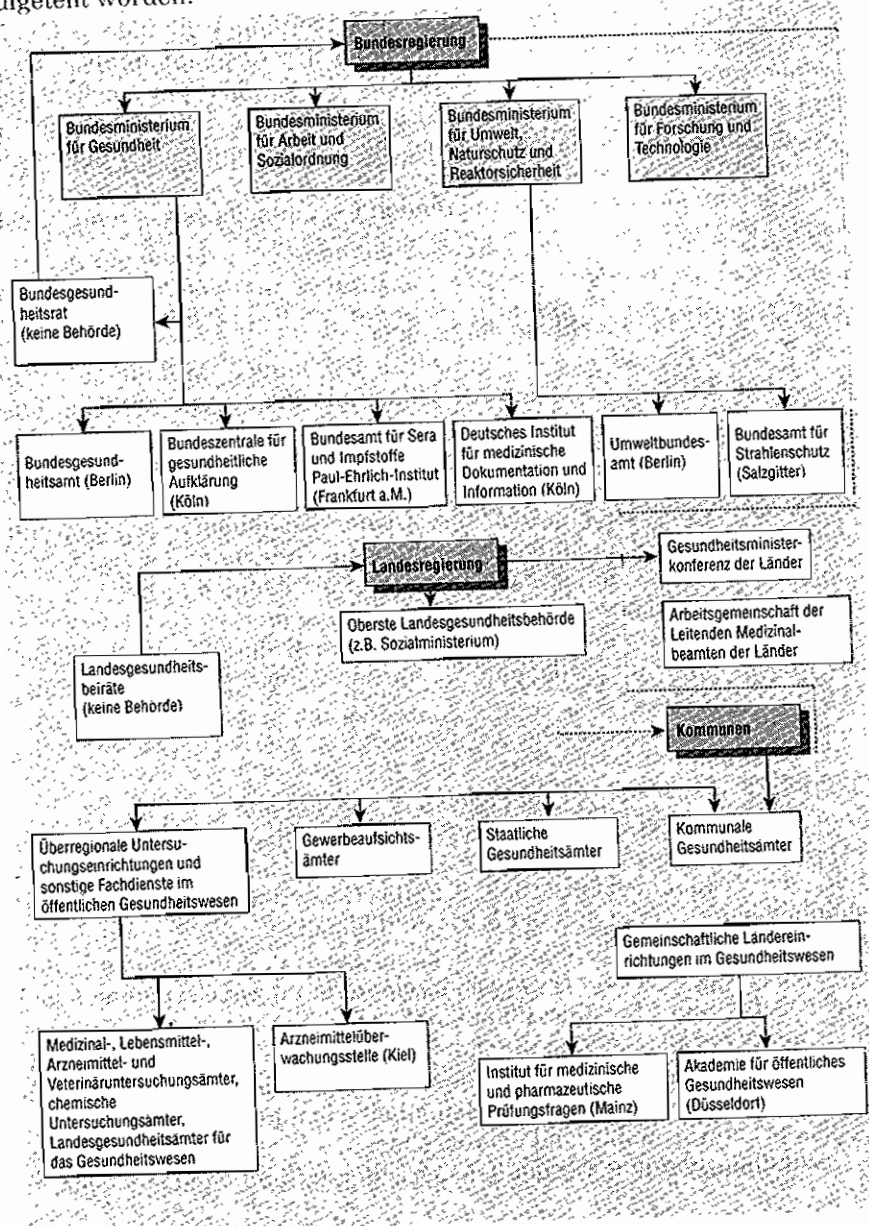 Bundesregierung
Bundesministerium
für Gesundheit
Bundesministerium
für Arbeit und
Sozialordnung
Bundesministerium
für Umwelt,
Naturschutz und
Reaktorsicherheit
Bundesministerium
für Forschung und
Technologie
Bundesgesund-
heitsrat
(keine Behörde)
Bundesgesund-
heitsamt (Berlin)
Bundeszentrale für
gesundheitliche
Aufklärung
(Köln)
Bundesamt für Sera
und Impfstoffe
Paul-Ehrlich-Institut
(Frankfurt a.M.)
Deutsches Institut
für medizinische
Dokumentation und
Information (Köln)
Umweltbundes-
amt (Berlin)
Bundesamt für
Strahlenschutz
(Salzgitter)
Landesregierung
Gesundheitsminister-
konferenz der Länder
Oberste Landesgesundheitsbehörde
(z.B. Sozialministerium)
Arbeitsgemeinschaft der
Leitenden Medizinal-
beamten der Länder
Landesgesundheits-
beiräte
(keine Behörde)
Kommunen
Überregionale Untersu-
chungseinrichtungen und
sonstige Fachdienste im
öffentlichen Gesundheitswesen
Gewerbeaufsichts-
ämter
Staatliche
Gesundheitsämter
Kommunale
Gesundheitsämter
Gemeinschaftliche Länderein-
richtungen im Gesundheitswesen
Medizinal-, Lebensmittel-,
Arzneimittel- und
Veterinäruntersuchungsämter,
chemische
Untersuchungsämter,
Landesgesundheitsämter für
das Gesundheitswesen
Arzneimittelüber-
wachungsstelle (Kiel)
Institut für medizinische
und pharmazeutische
Prüfungsfragen (Mainz)
Akademie für öffentliches
Gesundheitswesen
(Düsseldorf)